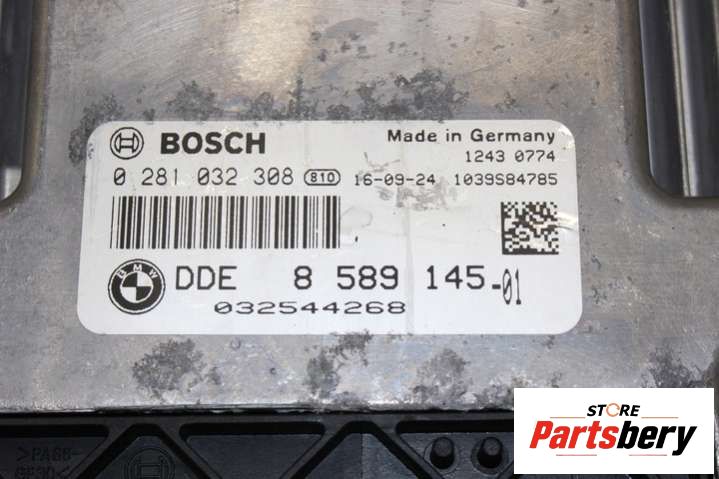 BOSCH
Made in Germany
1243 0774
0 281 032 308 810 16-09-24 1039S84785
BMW
DDE 8 589 145-01
032544268
STORE
Partsbery